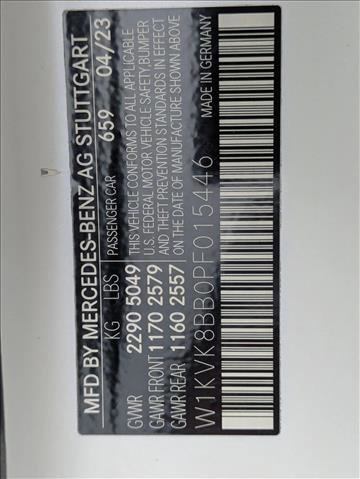 MFD BY MERCEDES-BENZ-AG STUTTGART
KG LBS PASSENGER CAR 659 04/23
GVWR 2290 5049 THIS VEHICLE CONFORMS TO ALL APPLICABLE
U.S. FEDERAL MOTOR VEHICLE SAFETY, BUMPER
GAWR FRONT 1170 2579 AND THEFT PREVENTION STANDARDS IN EFFECT
GAWR REAR 1160 2557 ON THE DATE OF MANUFACTURE SHOWN ABOVE
W1KVK8BB0PF015446 MADE IN GERMANY